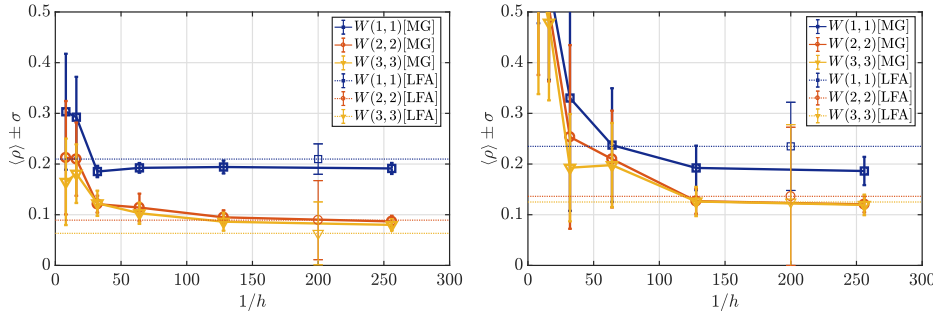 0.5
0.4
0.3
0.2
0.1
0
⟨ρ⟩ ± σ
W(1,1)[MG]
W(2,2)[MG]
W(3,3)[MG]
W(1,1)[LFA]
W(2,2)[LFA]
W(3,3)[LFA]
0 50 100 150 200 250 300
1/h
0.5
0.4
0.3
0.2
0.1
0
⟨ρ⟩ ± σ
W(1,1)[MG]
W(2,2)[MG]
W(3,3)[MG]
W(1,1)[LFA]
W(2,2)[LFA]
W(3,3)[LFA]
0 50 100 150 200 250 300
1/h